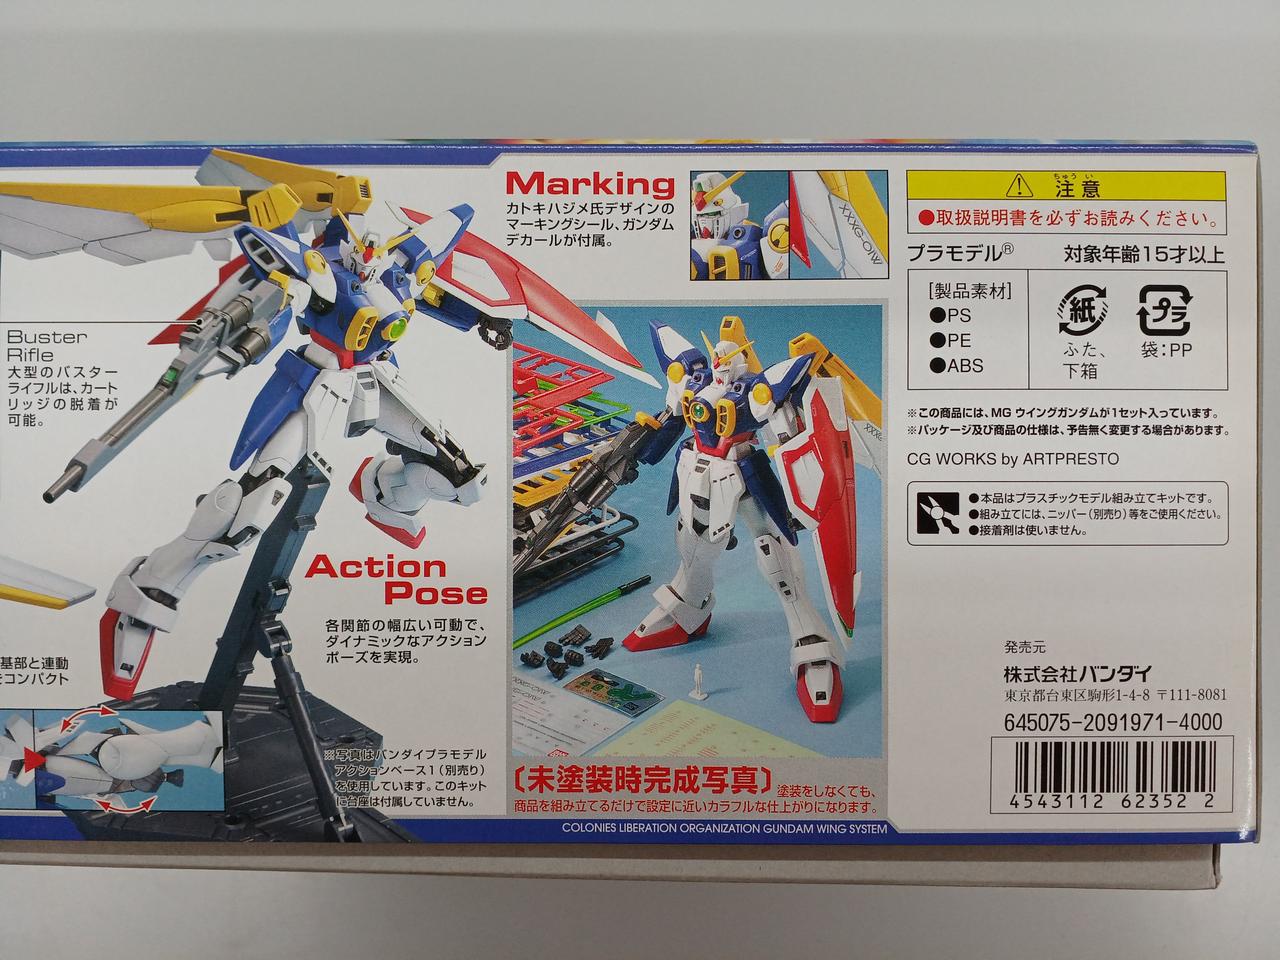 Buster
Rifle
大型のバスター
ライフルは、カート
リッジの脱着が
可能。
基部と連動
コンパクト
Action
Pose
各関節の幅広い可動で、
ダイナミックなアクション
ポーズを実現。
※写真はバンダイプラモデル
アクションベース1（別売り）
を使用しています。このキット
に台座は付属していません。
Marking
カトキハジメ氏デザインの
マーキングシール、ガンダム
デカールが付属。
XXXG-01W
〔未塗装時完成写真〕塗装をしなくても、
商品を組み立てるだけで設定に近いカラフルな仕上がりになります。
COLONIES LIBERATION ORGANIZATION GUNDAM WING SYSTEM
ちゅう い
注意
●取扱説明書を必ずお読みください。
プラモデル® 対象年齢15才以上
[製品素材]
●PS
●PE
●ABS
紙
ふた、
下箱
プラ
袋：PP
※この商品には、MG ウイングガンダムが1セット入っています。
※パッケージ及び商品の仕様は、予告無く変更する場合があります。
CG WORKS by ARTPRESTO
●本品はプラスチックモデル組み立てキットです。
●組み立てには、ニッパー（別売り）等をご使用ください。
●接着剤は使いません。
発売元
株式会社バンダイ
東京都台東区駒形1-4-8 〒111-8081
645075-2091971-4000
4543112 62352 2